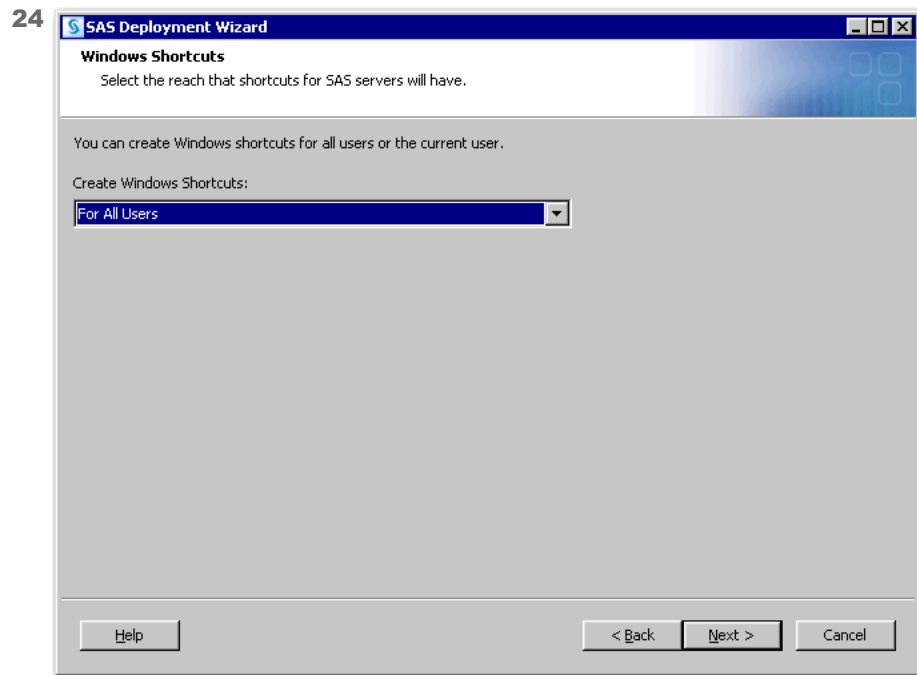 24
SAS Deployment Wizard
Windows Shortcuts
Select the reach that shortcuts for SAS servers will have.
You can create Windows shortcuts for all users or the current user.
Create Windows Shortcuts:
For All Users
Help
< Back
Next >
Cancel